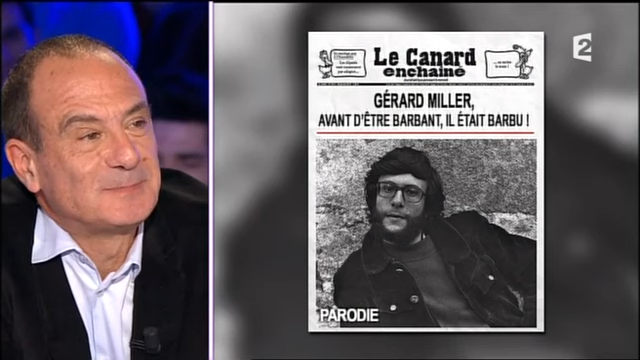 2
Le Canard
enchaîné
GÉRARD MILLER,
AVANT D'ÊTRE BARBANT, IL ÉTAIT BARBU !
PARODIE